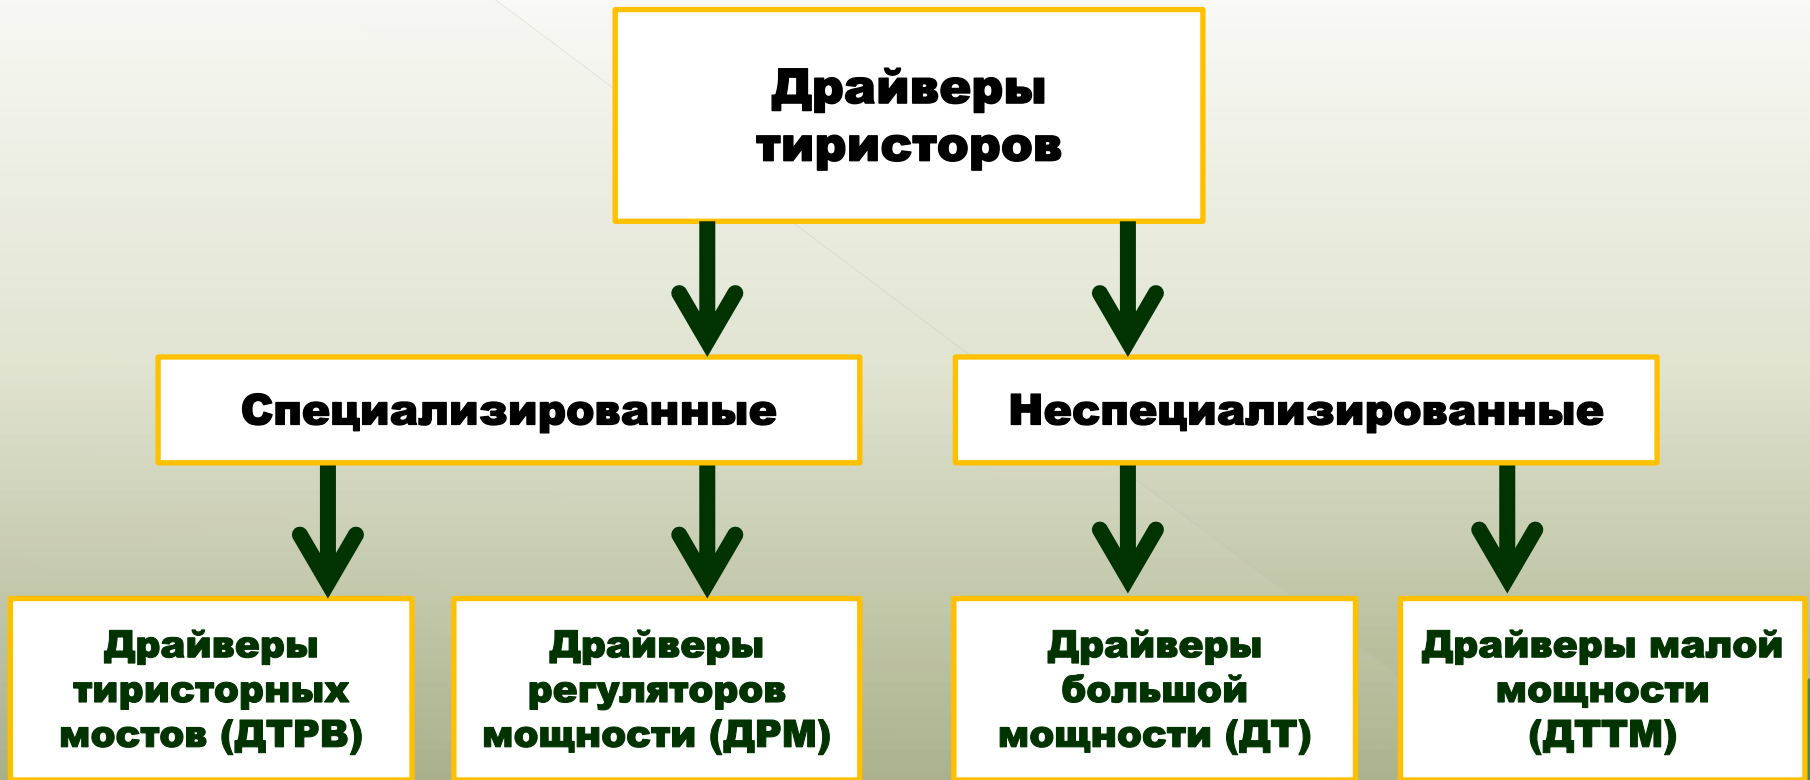 Драйверы
тиристоров
Специализированные
Неспециализированные
Драйверы
тиристорных
мостов (ДТРВ)
Драйверы
регуляторов
мощности (ДРМ)
Драйверы
большой
мощности (ДТ)
Драйверы малой
мощности
(ДТТМ)